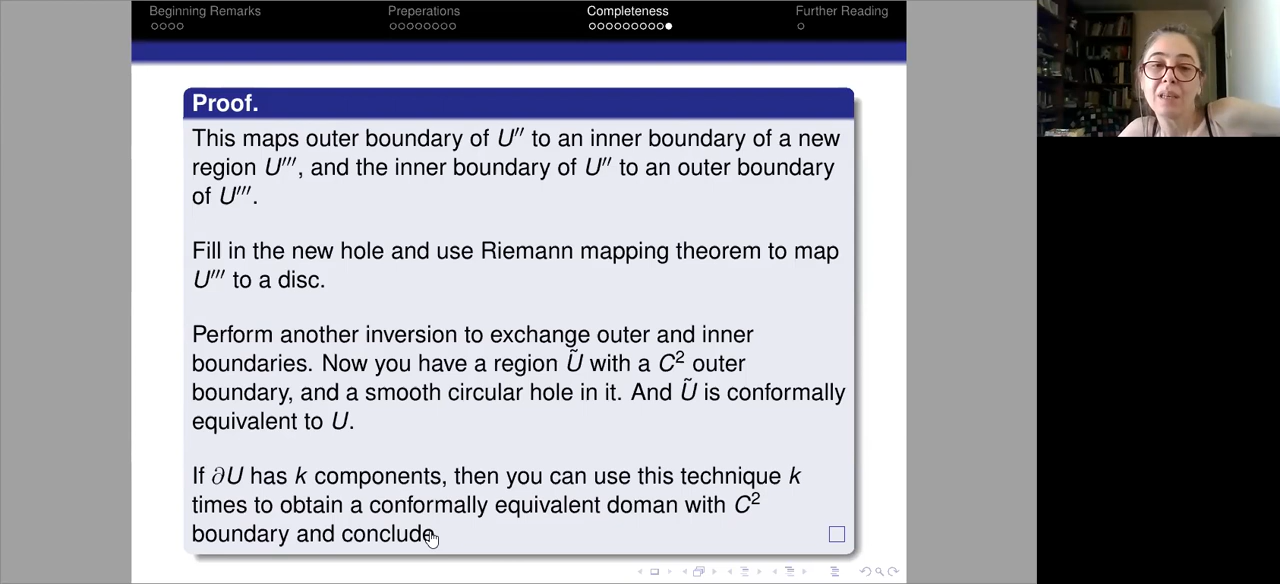 Beginning Remarks Preperations Completeness Further Reading
Proof.
This maps outer boundary of U″ to an inner boundary of a new
region U‴, and the inner boundary of U″ to an outer boundary
of U‴.
Fill in the new hole and use Riemann mapping theorem to map
U‴ to a disc.
Perform another inversion to exchange outer and inner
boundaries. Now you have a region Ũ with a C² outer
boundary, and a smooth circular hole in it. And Ũ is conformally
equivalent to U.
If ∂U has k components, then you can use this technique k
times to obtain a conformally equivalent doman with C²
boundary and conclude